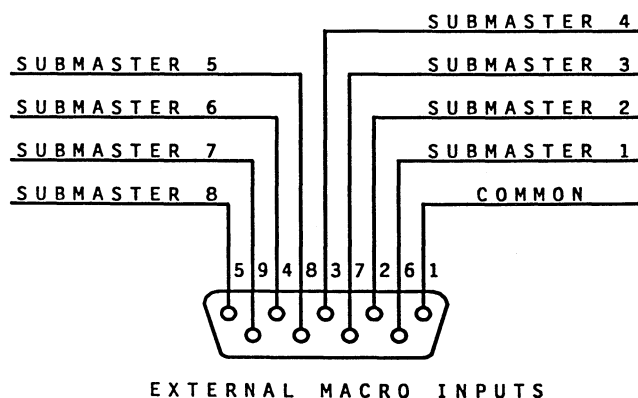 SUBMASTER 4
SUBMASTER 5
SUBMASTER 3
SUBMASTER 6
SUBMASTER 2
SUBMASTER 7
SUBMASTER 1
SUBMASTER 8
COMMON
5 9 4 8 3 7 2 6 1
EXTERNAL MACRO INPUTS